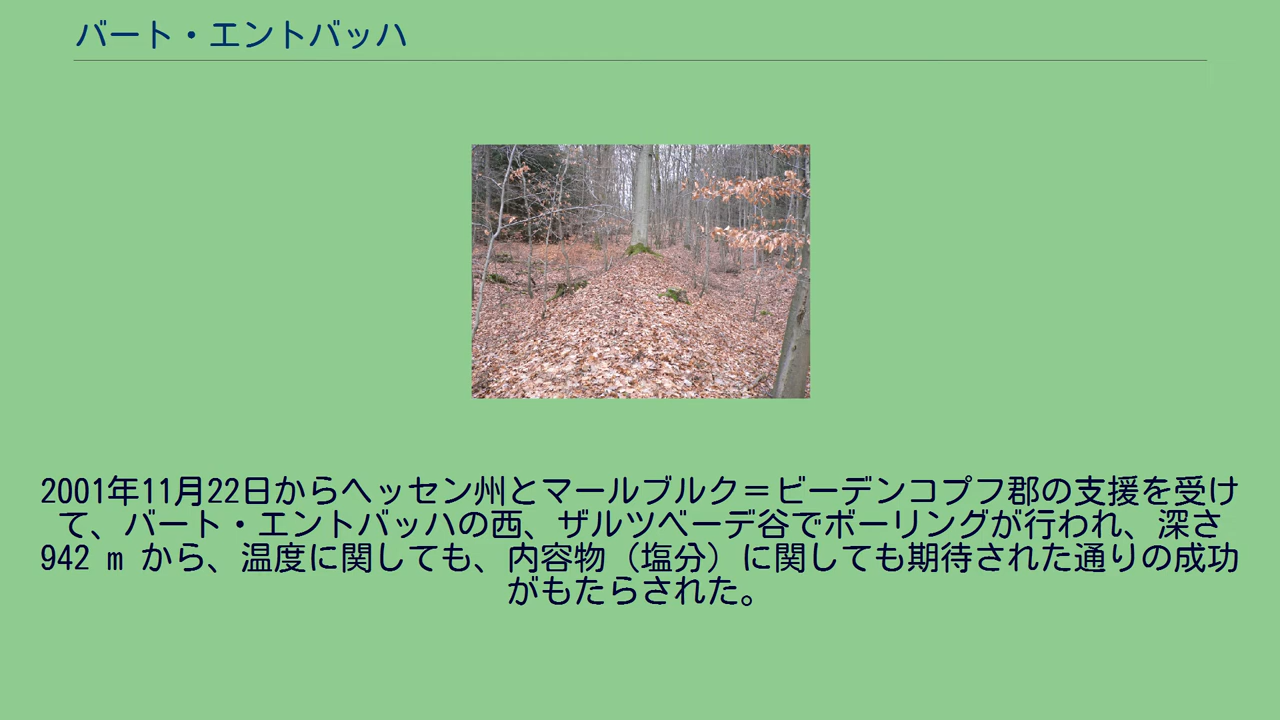 バート・エントバッハ
2001年11月22日からヘッセン州とマールブルク＝ビーデンコプフ郡の支援を受け
て、バート・エントバッハの西、ザルツベーデ谷でボーリングが行われ、深さ
942 m から、温度に関しても、内容物（塩分）に関しても期待された通りの成功
がもたらされた。